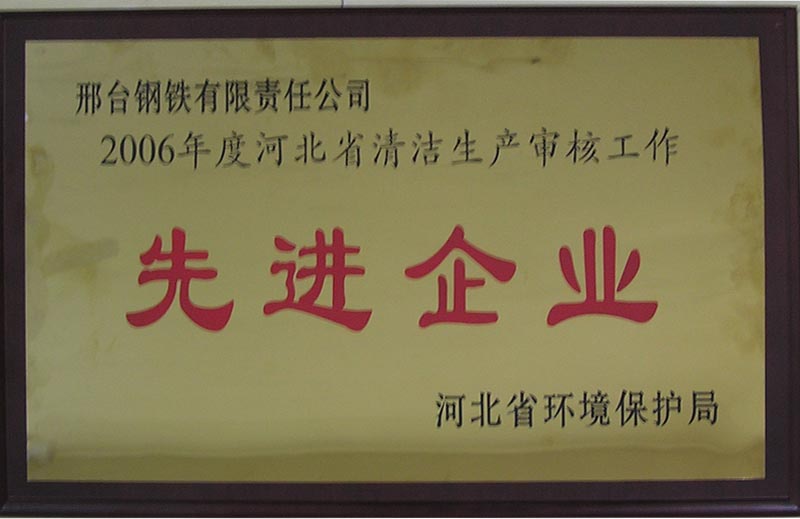 邢台钢铁有限责任公司
2006年度河北省清洁生产审核工作
先进企业
河北省环境保护局